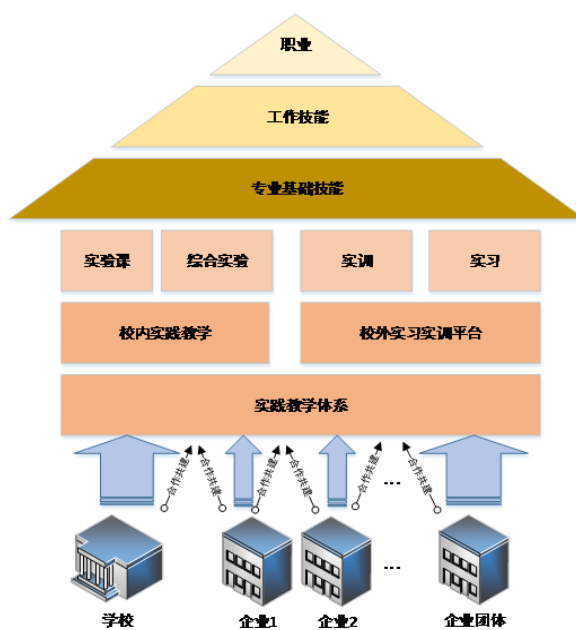 职业
工作技能
专业基础技能
实验课
综合实验
实训
实习
校内实践教学
校外实习实训平台
实践教学体系
合作共建
合作共建
合作共建
合作共建
合作共建
合作共建
...
...
学校
企业1
企业2
企业团体